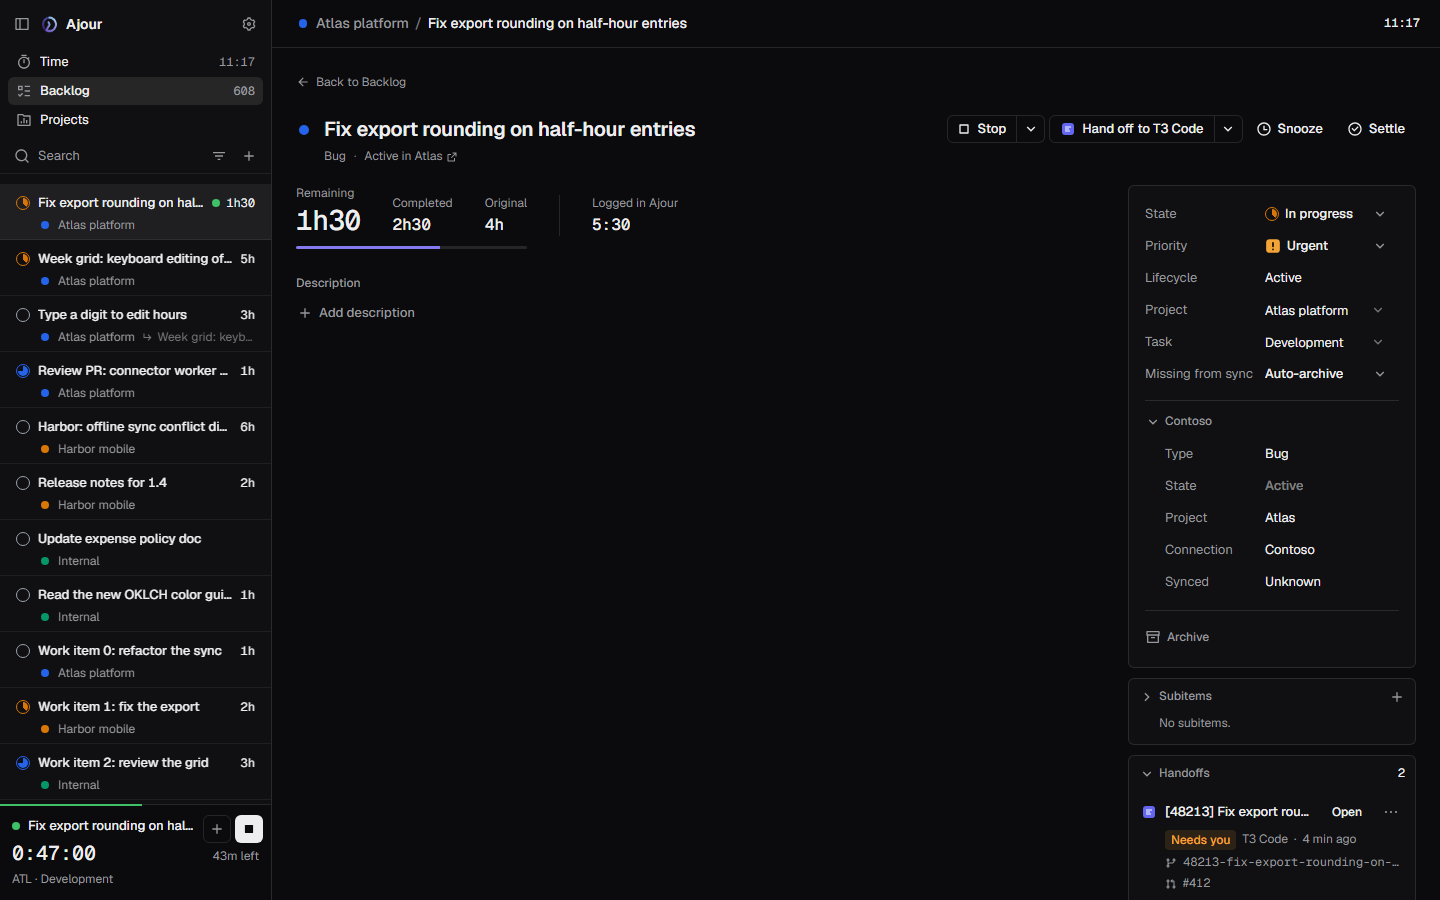 Ajour
Time 11:17
Backlog 608
Projects
Search
Fix export rounding on hal... 1h30
Atlas platform
Week grid: keyboard editing of... 5h
Atlas platform
Type a digit to edit hours 3h
Atlas platform Week grid: keyb...
Review PR: connector worker ... 1h
Atlas platform
Harbor: offline sync conflict di... 6h
Harbor mobile
Release notes for 1.4 2h
Harbor mobile
Update expense policy doc
Internal
Read the new OKLCH color gui... 1h
Internal
Work item 0: refactor the sync 1h
Atlas platform
Work item 1: fix the export 2h
Harbor mobile
Work item 2: review the grid 3h
Internal
Fix export rounding on hal...
0:47:00 43m left
ATL · Development
Atlas platform / Fix export rounding on half-hour entries 11:17
Back to Backlog
Fix export rounding on half-hour entries
Stop Hand off to T3 Code Snooze Settle
Bug · Active in Atlas
Remaining Completed Original Logged in Ajour
1h30 2h30 4h 5:30
Description
Add description
State In progress
Priority Urgent
Lifecycle Active
Project Atlas platform
Task Development
Missing from sync Auto-archive
Contoso
Type Bug
State Active
Project Atlas
Connection Contoso
Synced Unknown
Archive
Subitems
No subitems.
Handoffs 2
[48213] Fix export rou... Open
Needs you T3 Code · 4 min ago
48213-fix-export-rounding-on-...
#412